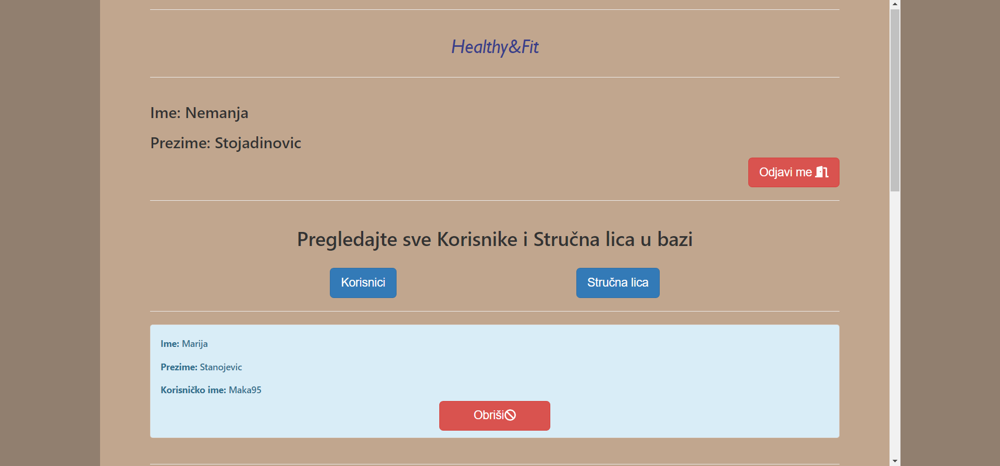 Healthy&Fit
Ime: Nemanja
Prezime: Stojadinovic
Odjavi me
Pregledajte sve Korisnike i Stručna lica u bazi
Korisnici
Stručna lica
Ime: Marija
Prezime: Stanojevic
Korisničko ime: Maka95
Obriši